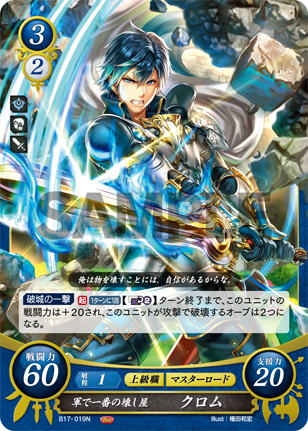 3
2
SAMPLE
俺は物を壊すことには、自信があるからな。
破城の一撃 起 1ターンに1回 【2】ターン終了まで、このユニットの
戦闘力は+20され、このユニットが攻撃で破壊するオーブは2つに
なる。
戦闘力
60
射程
1
上級職
マスターロード
支援力
20
軍で一番の壊し屋 クロム
B17-019N
Illust:種田和宏